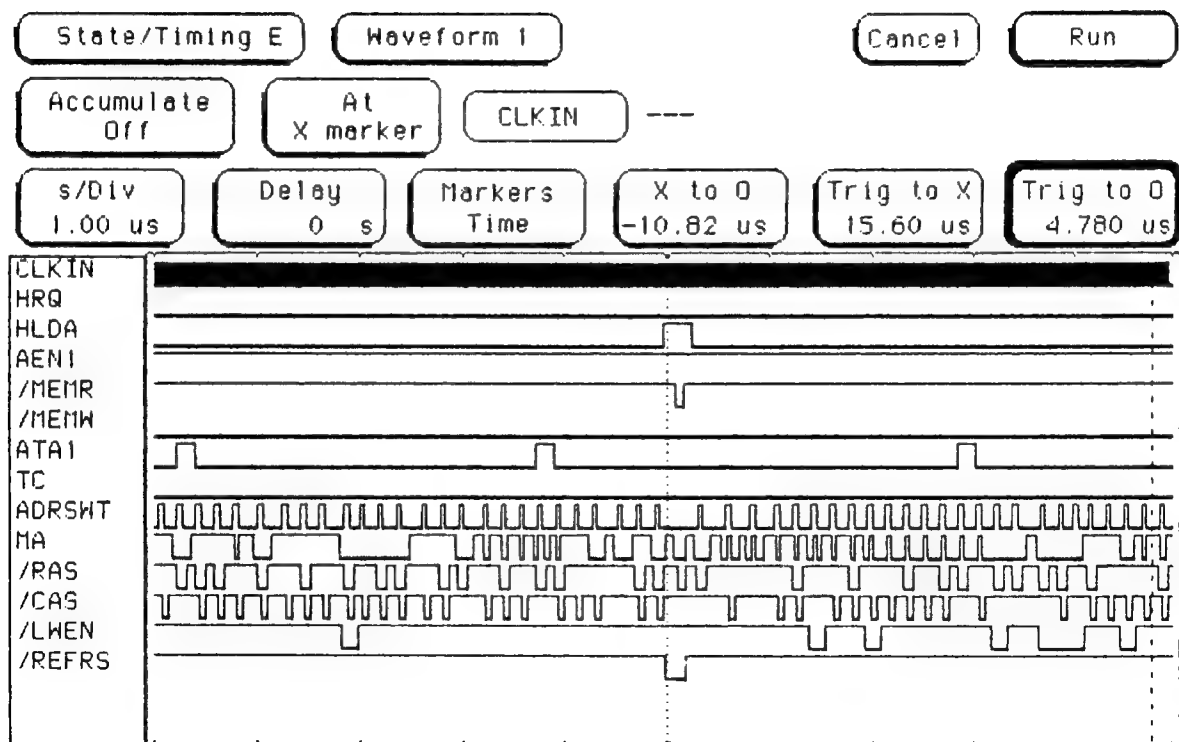 State/Timing E Waveform 1 Cancel Run
Accumulate Off At X marker CLKIN ---
s/Div 1.00 us Delay 0 s Markers Time X to O -10.82 us Trig to X 15.60 us Trig to O 4.780 us
CLKIN
HRQ
HLDA
AEN1
/MEMR
/MEMW
ATA1
TC
ADRSWT
MA
/RAS
/CAS
/LWEN
/REFRS